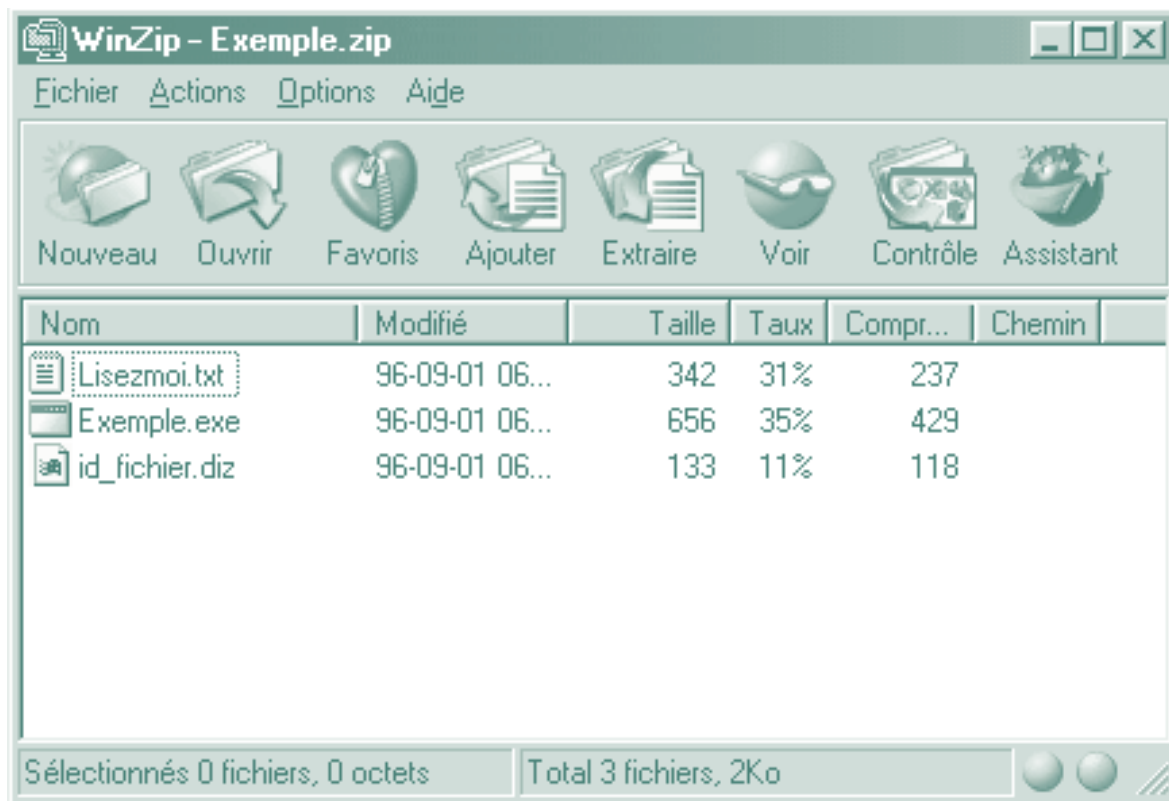 WinZip - Exemple.zip
Fichier Actions Options Aide
Nouveau Ouvrir Favoris Ajouter Extraire Voir Contrôle Assistant
Nom Modifié Taille Taux Compr... Chemin
Lisezmoi.txt 96-09-01 06... 342 31% 237
Exemple.exe 96-09-01 06... 656 35% 429
id_fichier.diz 96-09-01 06... 133 11% 118
Sélectionnés 0 fichiers, 0 octets Total 3 fichiers, 2Ko